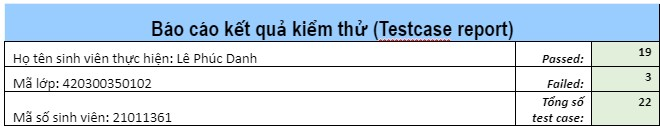 Báo cáo kết quả kiểm thử (Testcase report)
Họ tên sinh viên thực hiện: Lê Phúc Danh Passed: 19
Mã lớp: 420300350102 Failed: 3
Mã số sinh viên: 21011361 Tổng số test case: 22